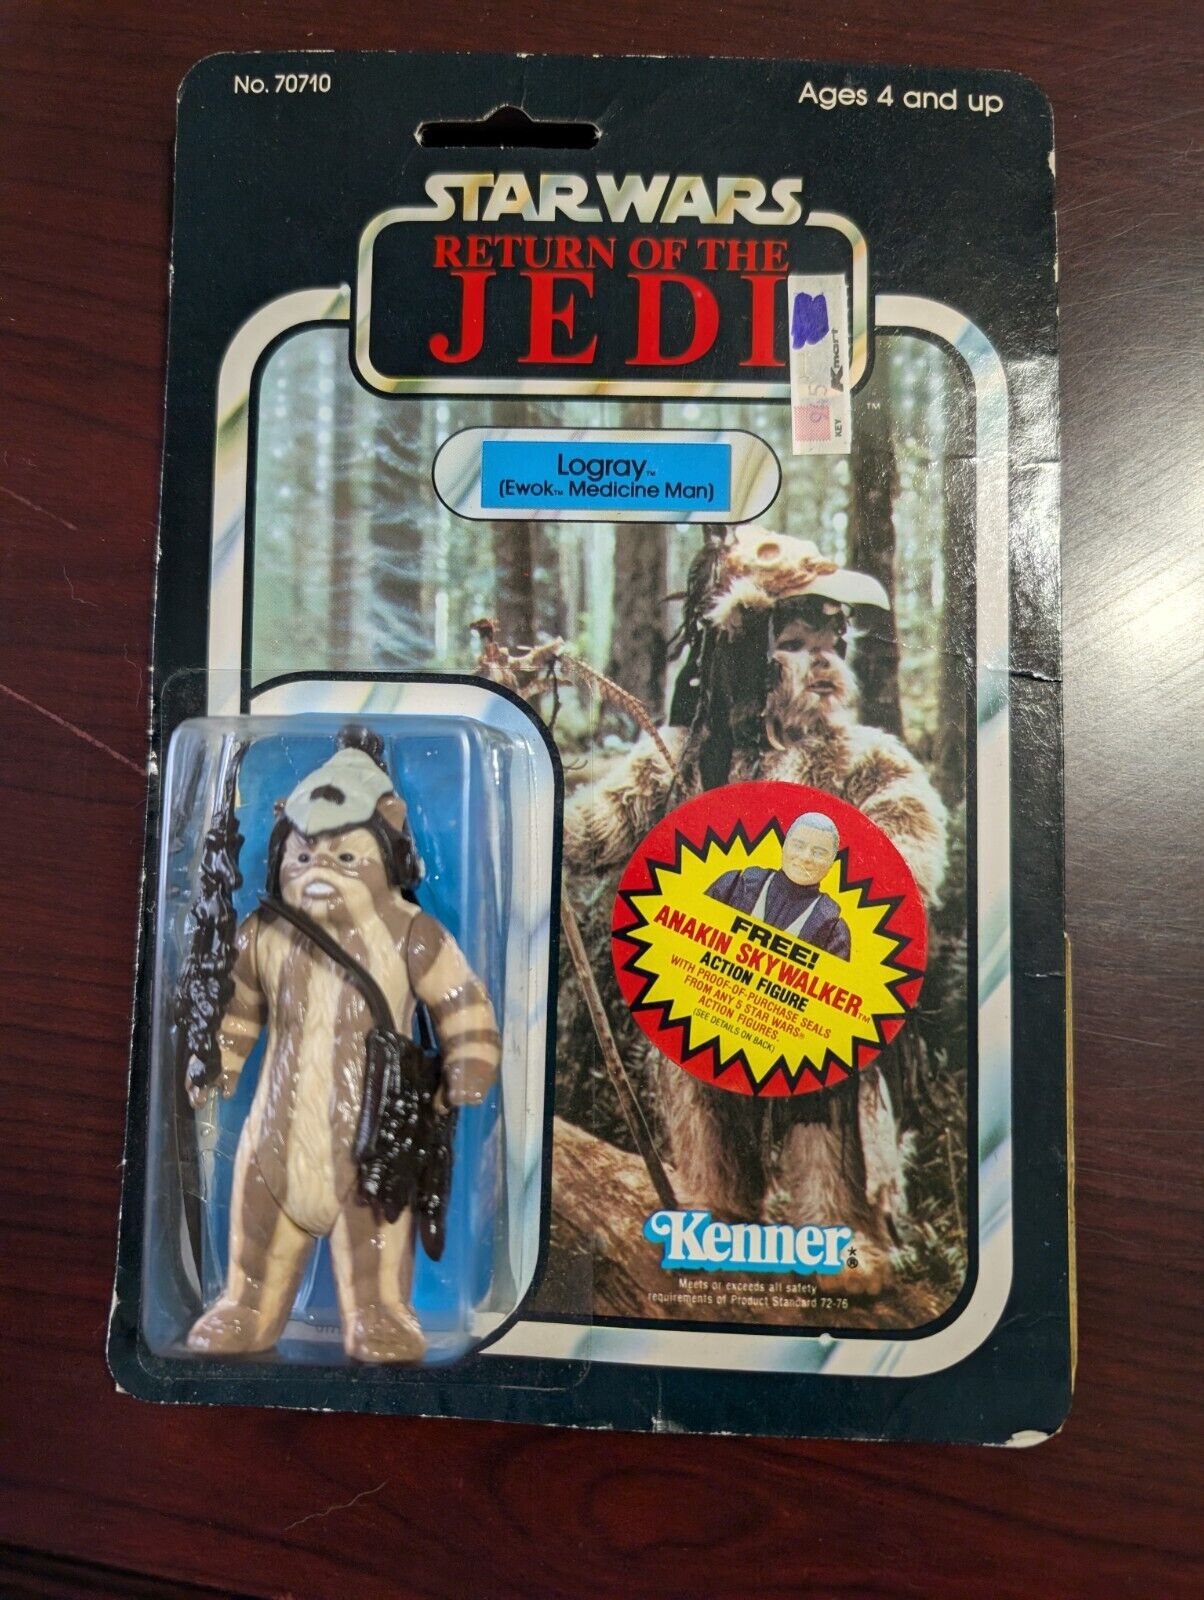 No. 70710
Ages 4 and up
STAR WARS
RETURN OF THE
JEDI
Kmart
KEY
TM
Logray™
(Ewok™ Medicine Man)
FREE!
ANAKIN SKYWALKER™
ACTION FIGURE
WITH PROOF-OF-PURCHASE SEALS
FROM ANY 5 STAR WARS®
ACTION FIGURES.
(SEE DETAILS ON BACK)
Kenner®
Meets or exceeds all safety
requirements of Product Standard 72-76